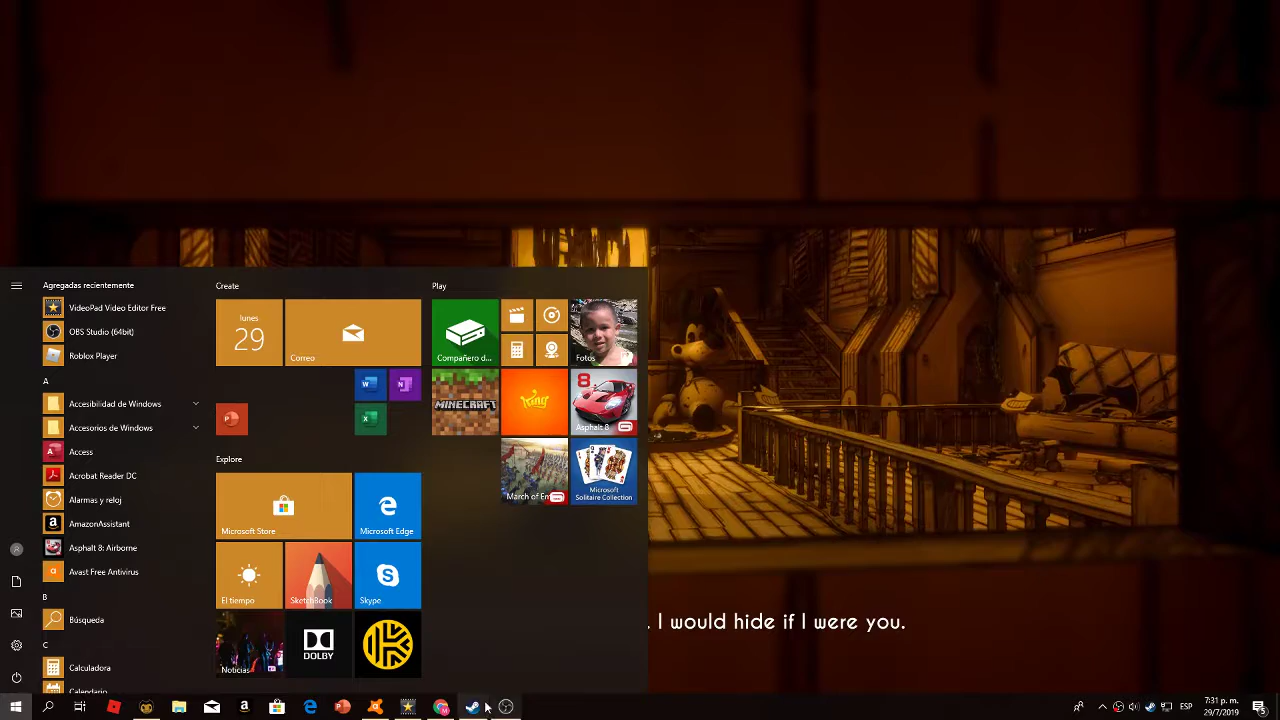 Agregadas recientemente
VideoPad Video Editor Free
OBS Studio (64bit)
Roblox Player
A
Accesibilidad de Windows
Accesorios de Windows
Access
Acrobat Reader DC
Alarmas y reloj
AmazonAssistant
Asphalt 8: Airborne
Avast Free Antivirus
B
Búsqueda
C
Calculadora
Calendario
Create
lunes
29
Correo
Explore
Microsoft Store
Microsoft Edge
El tiempo
SketchBook
Skype
Noticias
DOLBY
Play
Compañero d...
Fotos
MINECRAFT
King
8
Asphalt 8
March of Em
Microsoft
Solitaire Collection
. I would hide if I were you.
ESP
7:31 p. m.
29/7/2019